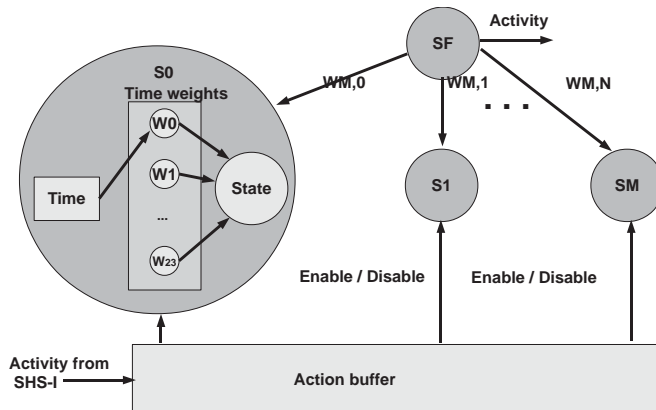 SF
Activity
S0
Time weights
WM,0
WM,1
WM,N
. . .
W0
W1
...
W23
Time
State
S1
SM
Enable / Disable
Enable / Disable
Activity from
SHS-I
Action buffer